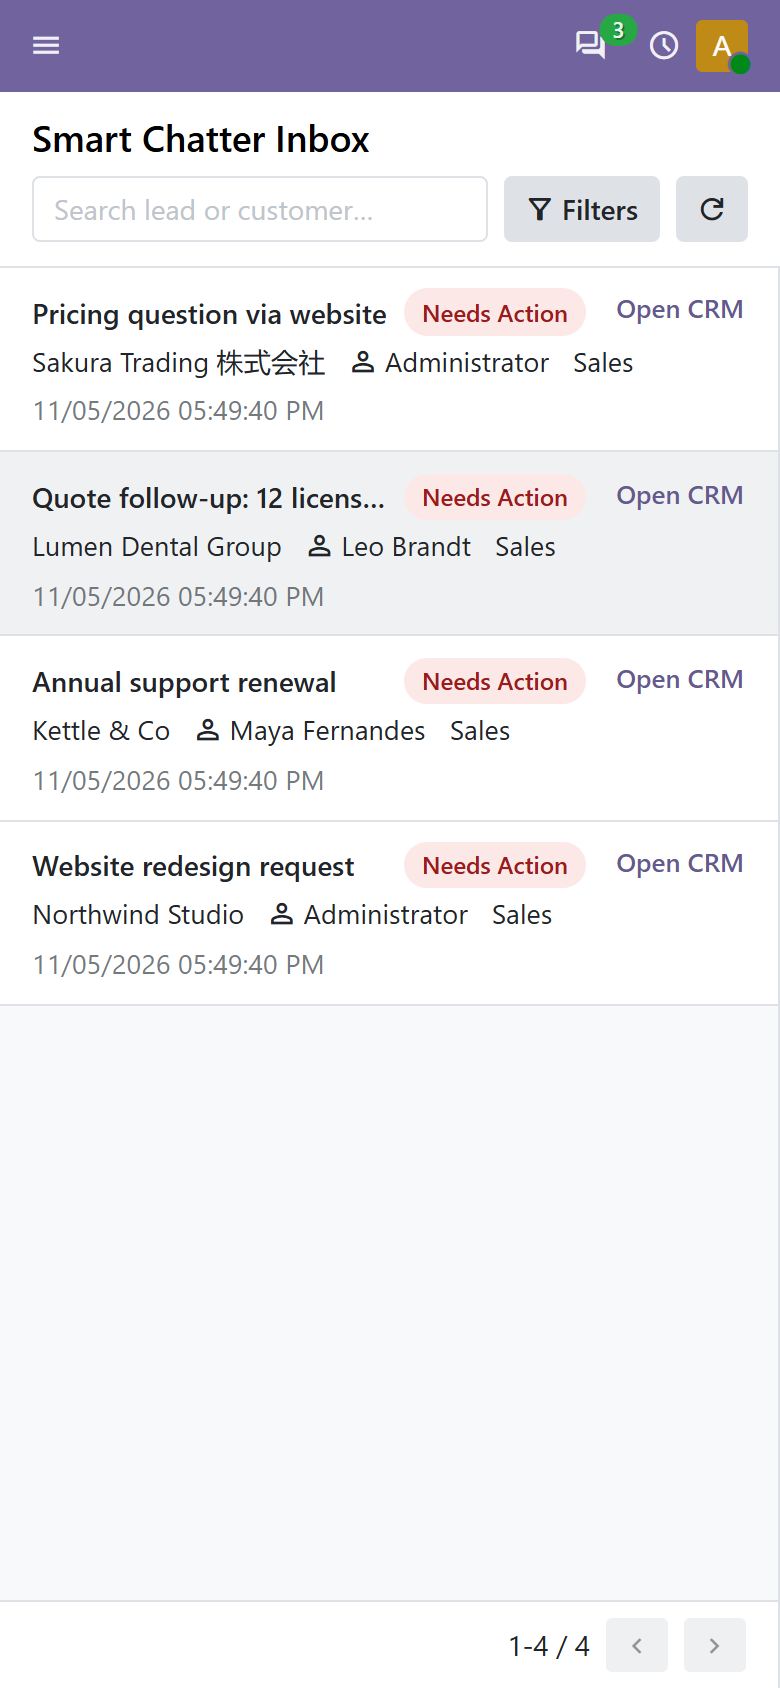 3
A
Smart Chatter Inbox
Search lead or customer...
Filters
Pricing question via website Needs Action Open CRM
Sakura Trading 株式会社 Administrator Sales
11/05/2026 05:49:40 PM
Quote follow-up: 12 licens... Needs Action Open CRM
Lumen Dental Group Leo Brandt Sales
11/05/2026 05:49:40 PM
Annual support renewal Needs Action Open CRM
Kettle & Co Maya Fernandes Sales
11/05/2026 05:49:40 PM
Website redesign request Needs Action Open CRM
Northwind Studio Administrator Sales
11/05/2026 05:49:40 PM
1-4 / 4